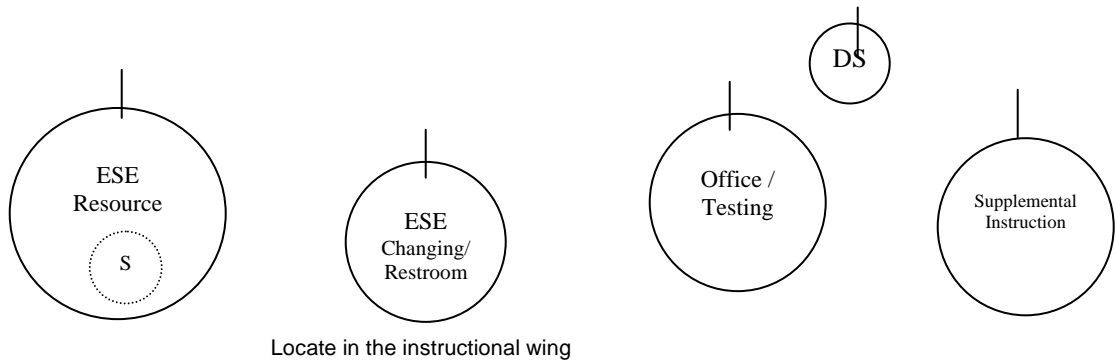 ESE
Resource
S
ESE
Changing/
Restroom
Office /
Testing
DS
Supplemental
Instruction
Locate in the instructional wing